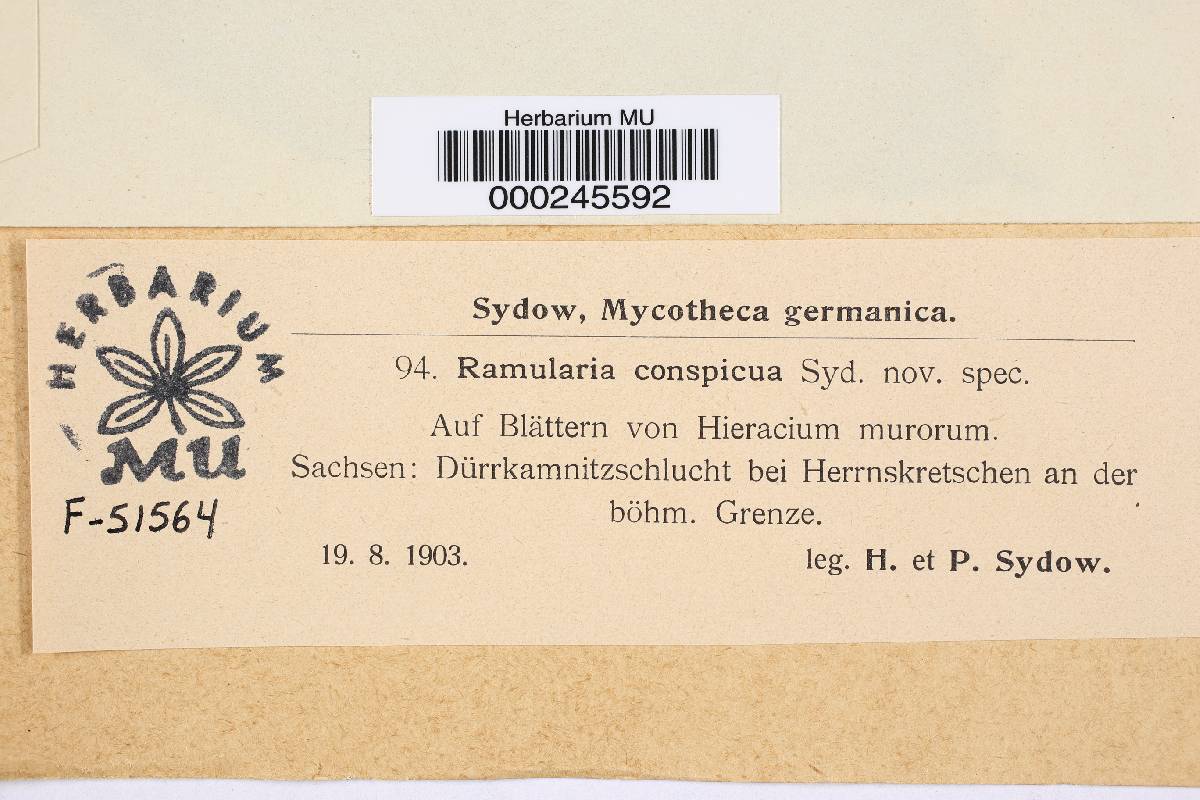 Herbarium MU
000245592
HERBARIUM
MU
F-51564
Sydow, Mycotheca germanica.
94. Ramularia conspicua Syd. nov. spec.
Auf Blättern von Hieracium murorum.
Sachsen: Dürrkamnitzschlucht bei Herrnskretschen an der
böhm. Grenze.
19. 8. 1903. leg. H. et P. Sydow.